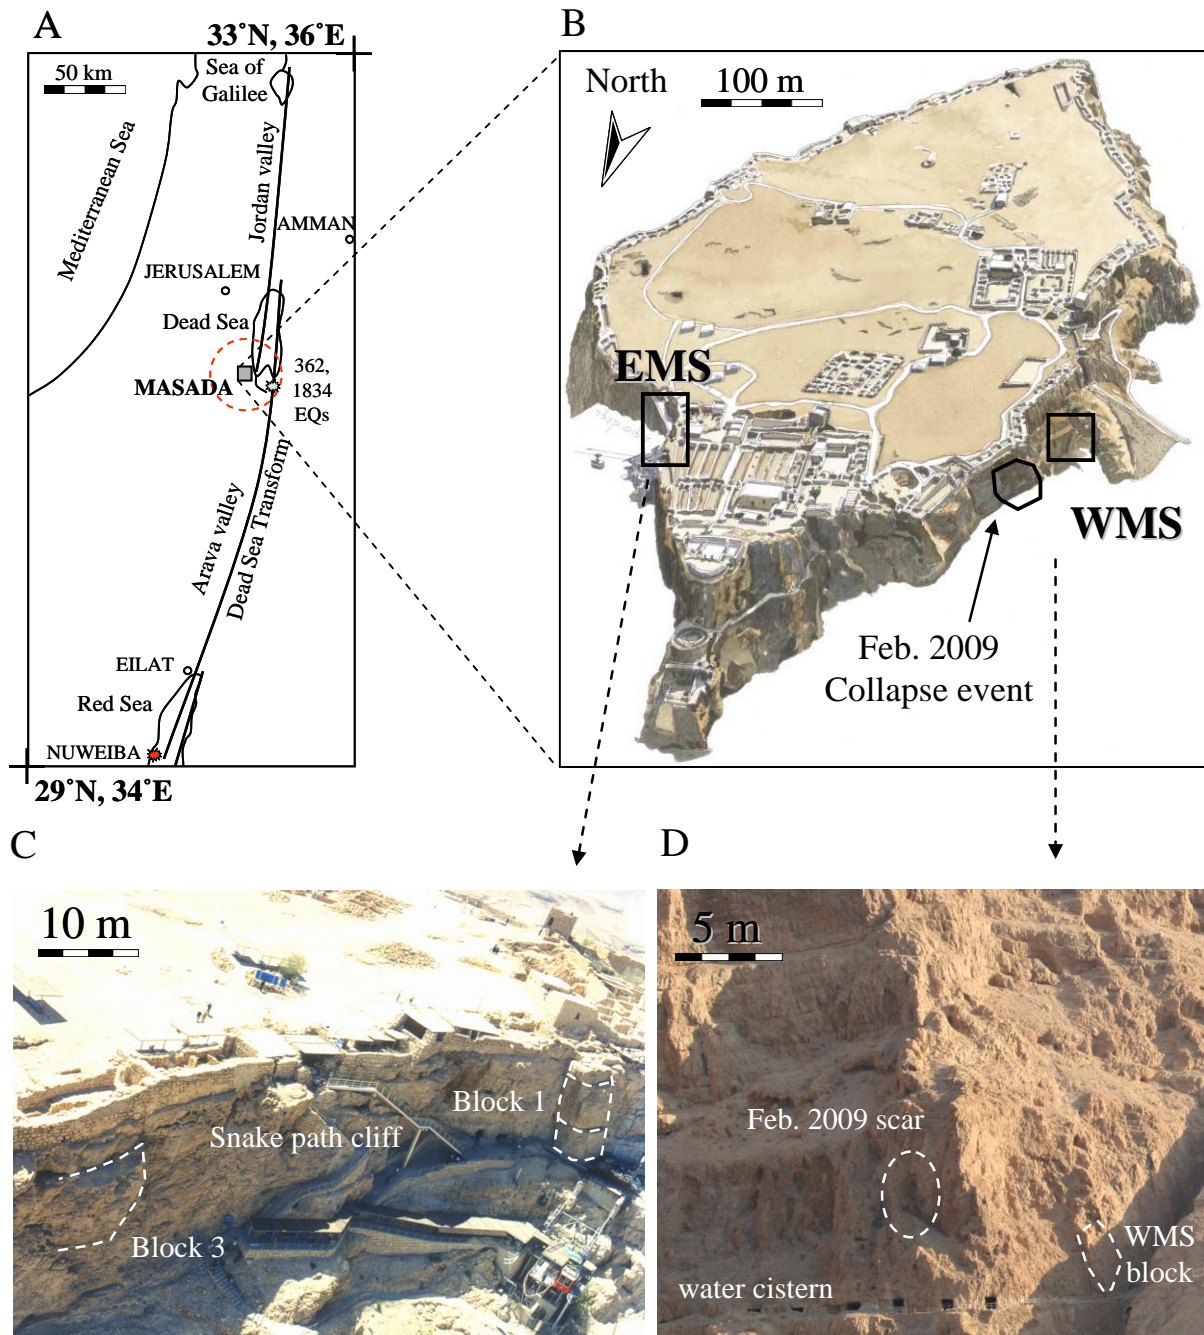 A
33°N, 36°E
50 km
Sea of
Galilee
Mediterranean Sea
Jordan valley
AMMAN
JERUSALEM
Dead Sea
MASADA
362,
1834
EQs
Arava valley
Dead Sea Transform
EILAT
Red Sea
NUWEIBA
29°N, 34°E
B
North
100 m
EMS
WMS
Feb. 2009
Collapse event
C
10 m
Block 1
Snake path cliff
Block 3
D
5 m
Feb. 2009 scar
WMS
block
water cistern